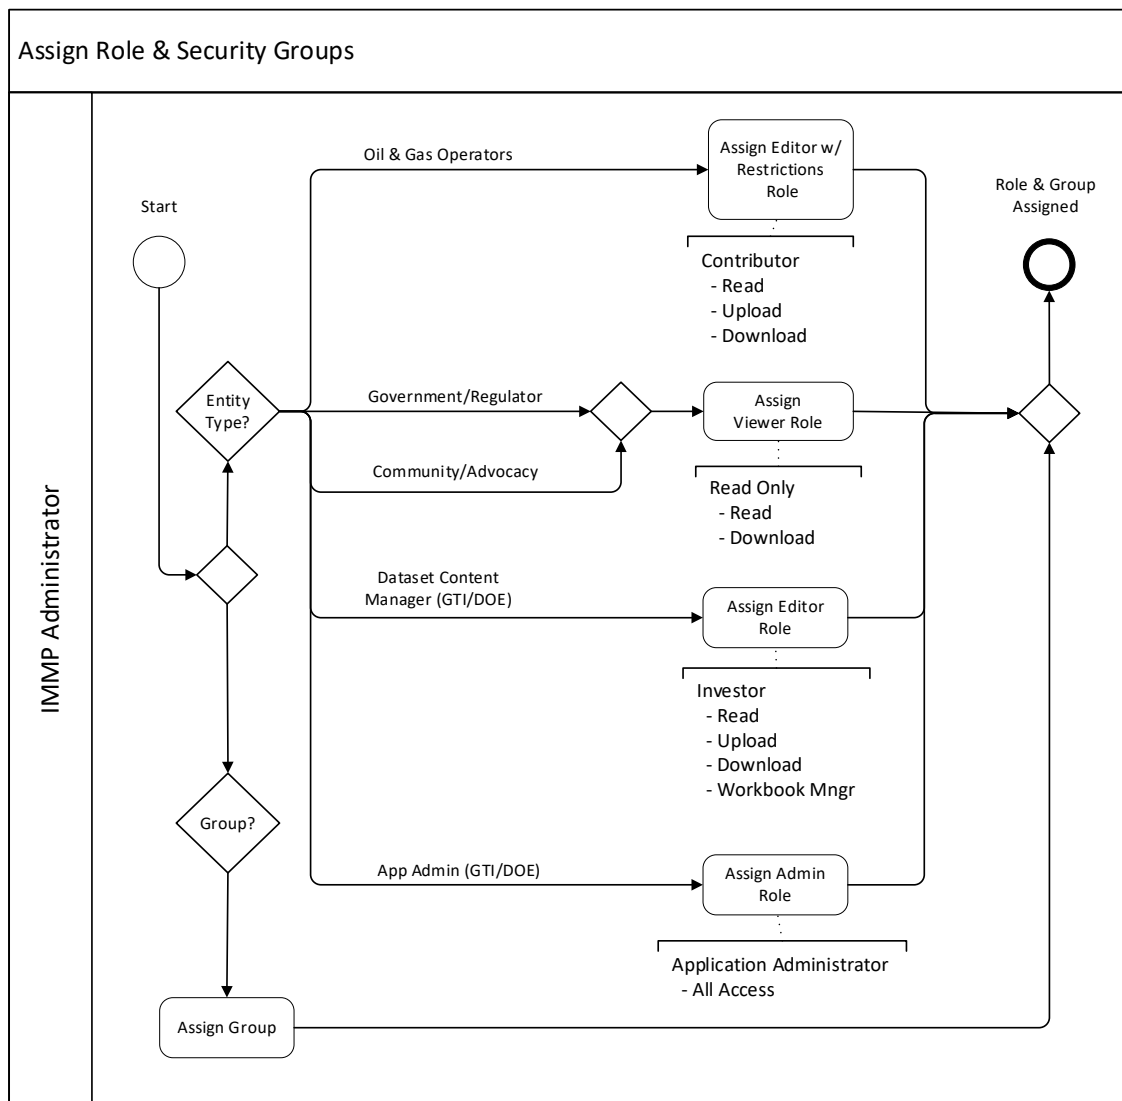 Assign Role & Security Groups
IMMP Administrator
Start
Entity
Type?
Group?
Assign Group
Oil & Gas Operators
Government/Regulator
Community/Advocacy
Dataset Content
Manager (GTI/DOE)
App Admin (GTI/DOE)
Assign Editor w/
Restrictions
Role
Contributor
- Read
- Upload
- Download
Assign
Viewer Role
Read Only
- Read
- Download
Assign Editor
Role
Investor
- Read
- Upload
- Download
- Workbook Mngr
Assign Admin
Role
Application Administrator
- All Access
Role & Group
Assigned